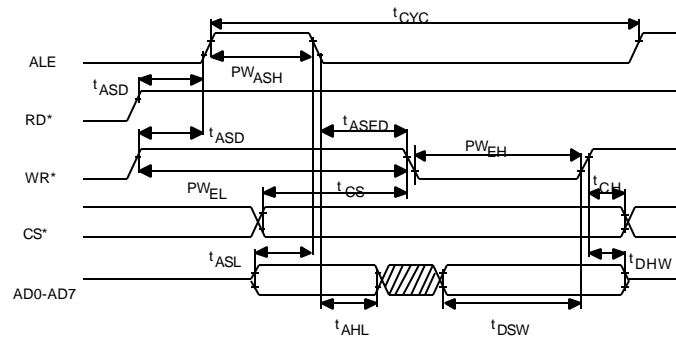 tCYC
ALE
PWASH
tASD
RD*
tASD
tASED
WR*
PWEH
PWEL
tCS
tCH
CS*
tASL
tDHW
AD0-AD7
tAHL
tDSW